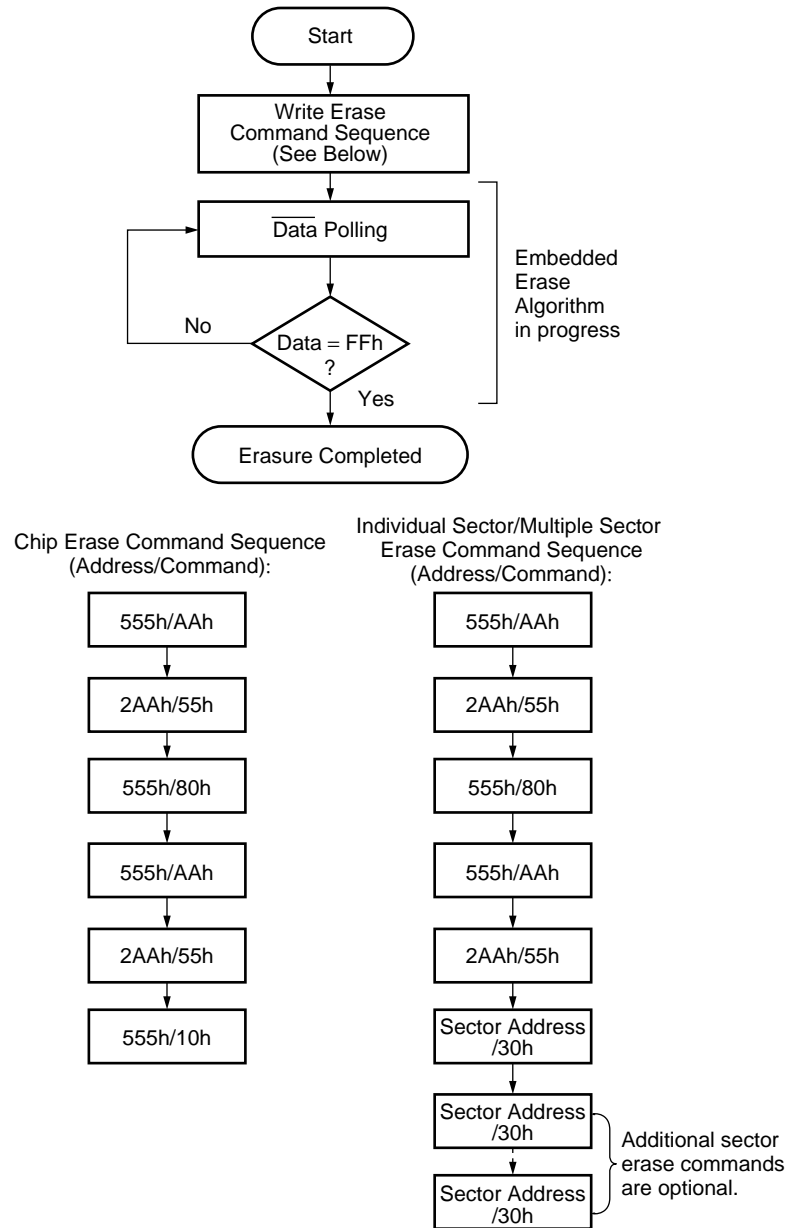 Start
Write Erase
Command Sequence
(See Below)
Data Polling
Embedded
Erase
Algorithm
in progress
No
Data = FFh
?
Yes
Erasure Completed
Chip Erase Command Sequence
(Address/Command):
555h/AAh
2AAh/55h
555h/80h
555h/AAh
2AAh/55h
555h/10h
Individual Sector/Multiple Sector
Erase Command Sequence
(Address/Command):
555h/AAh
2AAh/55h
555h/80h
555h/AAh
2AAh/55h
Sector Address
/30h
Sector Address
/30h
Sector Address
/30h
Additional sector
erase commands
are optional.